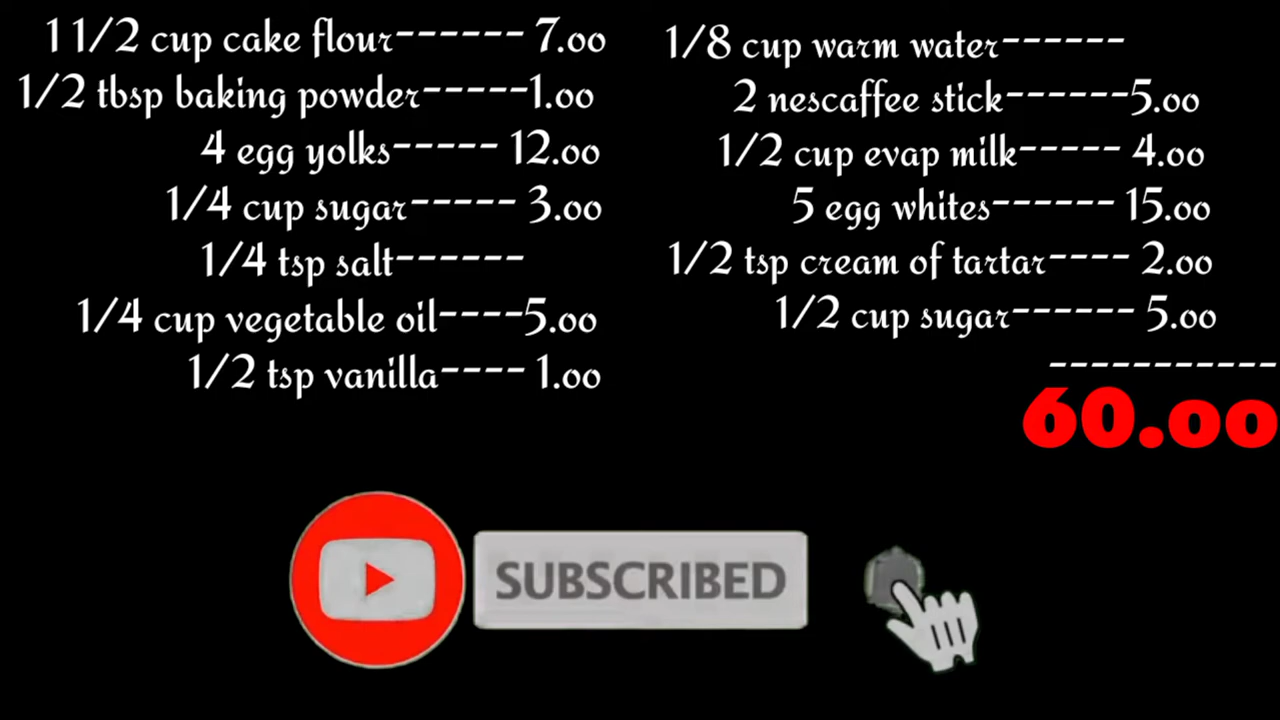 1 1/2 cup cake flour------ 7.00
1/2 tbsp baking powder-----1.00
4 egg yolks----- 12.00
1/4 cup sugar----- 3.00
1/4 tsp salt------
1/4 cup vegetable oil----5.00
1/2 tsp vanilla---- 1.00
1/8 cup warm water------
2 nescaffee stick------5.00
1/2 cup evap milk----- 4.00
5 egg whites------ 15.00
1/2 tsp cream of tartar---- 2.00
1/2 cup sugar------ 5.00
-----------
60.00
SUBSCRIBED